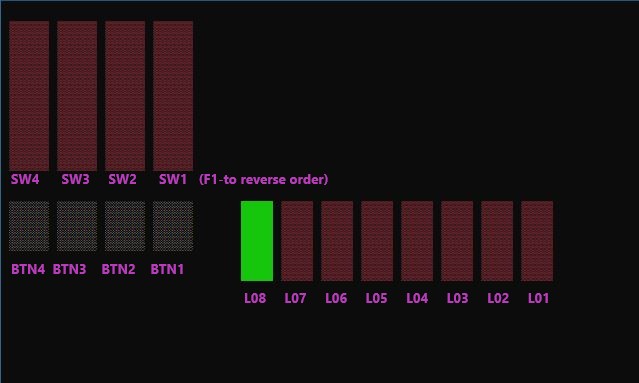 SW4 SW3 SW2 SW1 (F1-to reverse order)
BTN4 BTN3 BTN2 BTN1
L08 L07 L06 L05 L04 L03 L02 L01